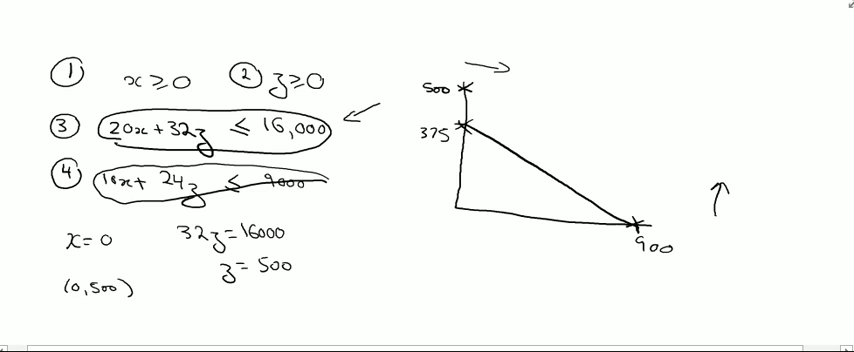 ① x ≥ 0 ② z ≥ 0
③ 20x + 32z ≤ 16,000
④ 10x + 24z ≤ 9000
x = 0 32z = 16000
z = 500
(0, 500)
500
375
900